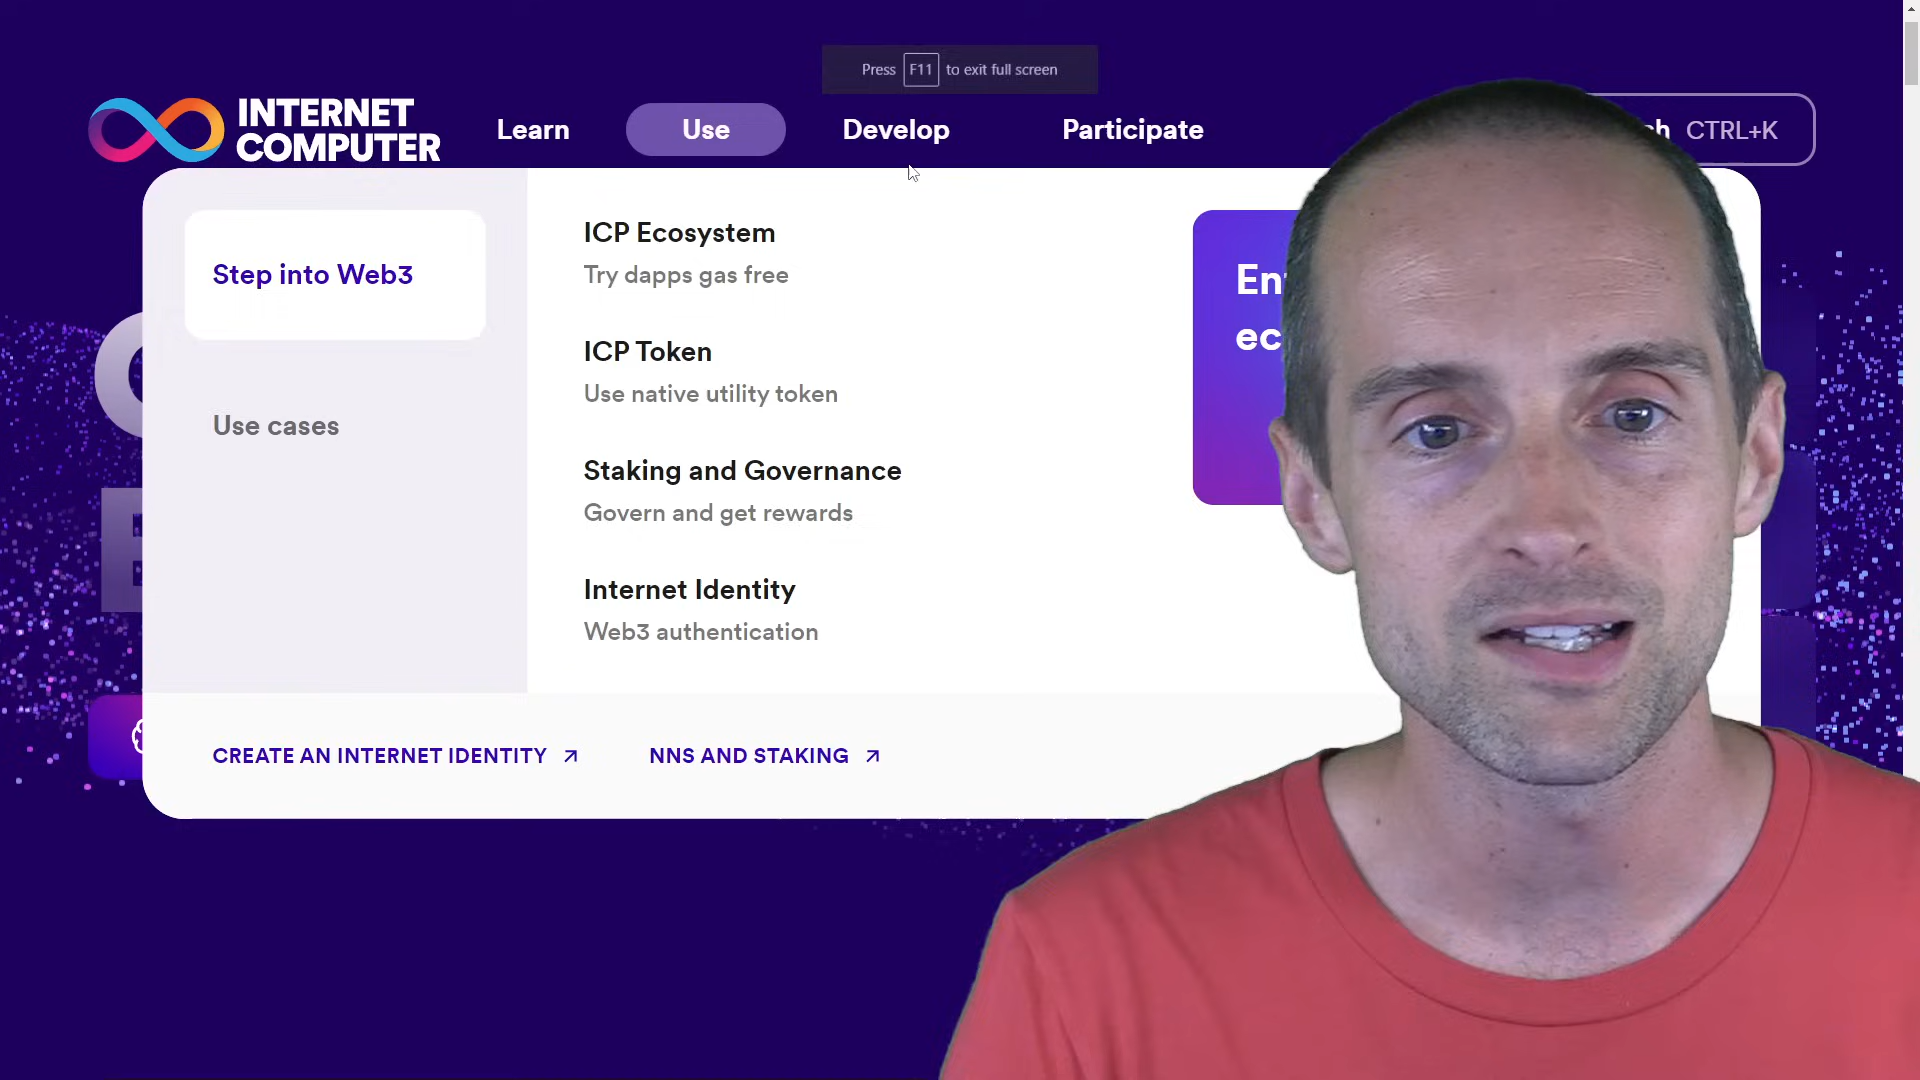 Press F11 to exit full screen
INTERNET
COMPUTER
Learn
Use
Develop
Participate
CTRL+K
Step into Web3
Use cases
ICP Ecosystem
Try dapps gas free
ICP Token
Use native utility token
Staking and Governance
Govern and get rewards
Internet Identity
Web3 authentication
CREATE AN INTERNET IDENTITY
NNS AND STAKING